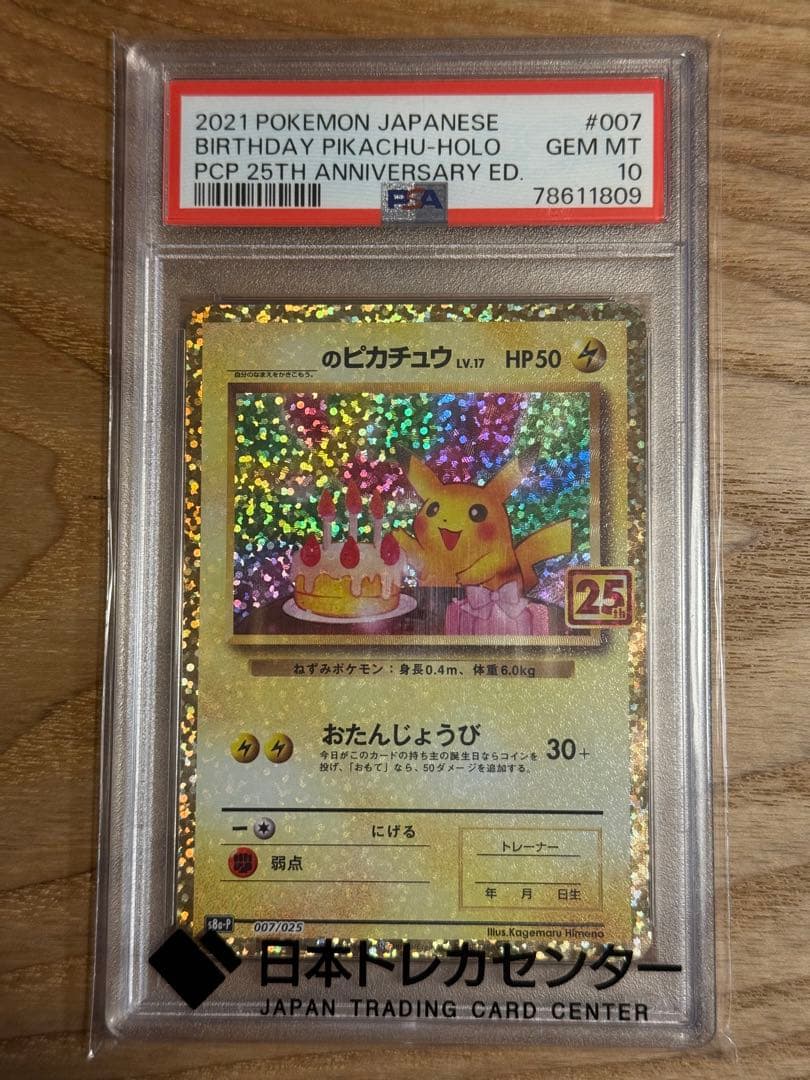 2021 POKEMON JAPANESE #007
BIRTHDAY PIKACHU-HOLO GEM MT
PCP 25TH ANNIVERSARY ED. 10
PSA 78611809
のピカチュウ LV.17 HP50
自分のなまえをかきこもう。
25th
ねずみポケモン：身長0.4m、体重6.0kg
おたんじょうび 30+
今日がこのカードの持ち主の誕生日ならコインを
投げ、「おもて」なら、50ダメージを追加する。
にげる
弱点
トレーナー
年 月 日生
s8a-P 007/025
Illus.Kagemaru Himeno
日本トレカセンター
JAPAN TRADING CARD CENTER